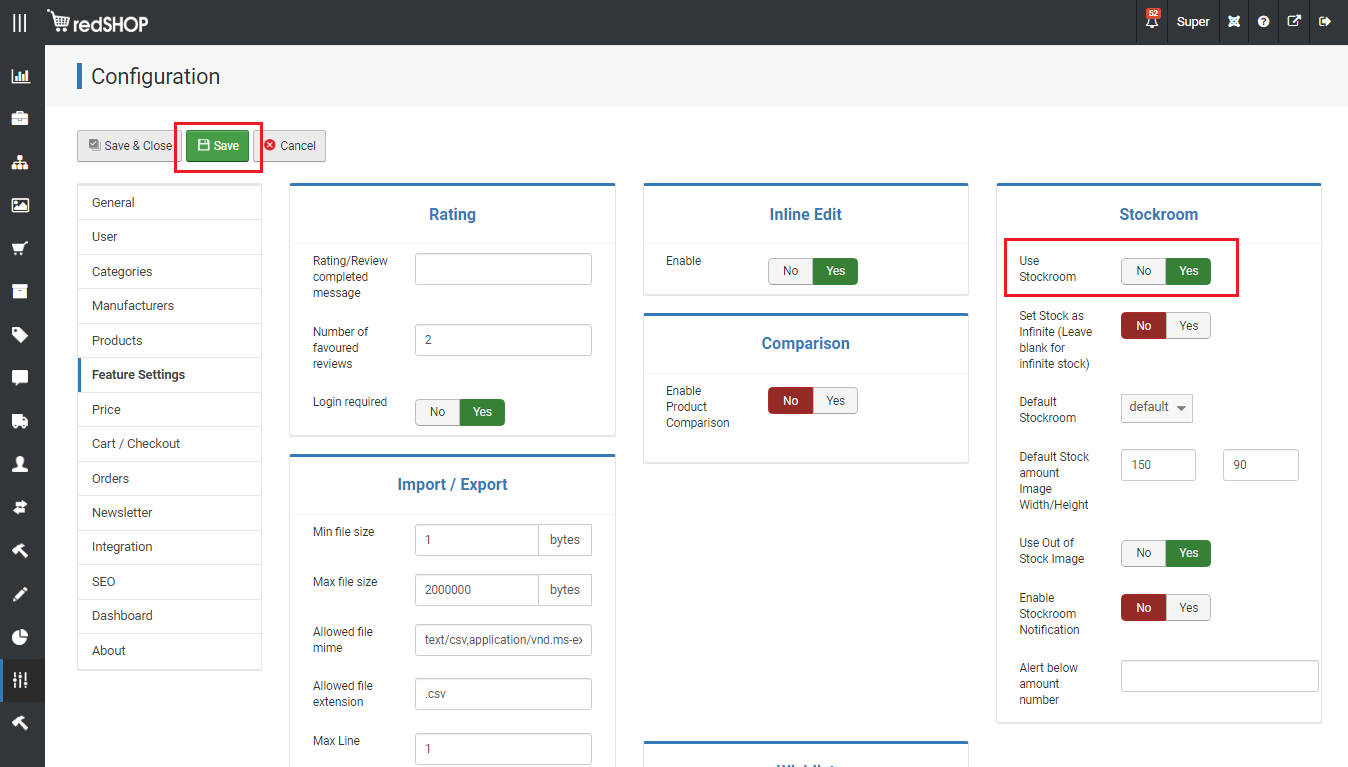 redSHOP
52
Super
Configuration
Save & Close
Save
Cancel
General
User
Categories
Manufacturers
Products
Feature Settings
Price
Cart / Checkout
Orders
Newsletter
Integration
SEO
Dashboard
About
Rating
Rating/Review
completed
message
Number of
favoured
reviews
2
Login required
No Yes
Import / Export
Min file size
1 bytes
Max file size
2000000 bytes
Allowed file
mime
text/csv,application/vnd.ms-ex
Allowed file
extension
.csv
Max Line
1
Inline Edit
Enable
No Yes
Comparison
Enable
Product
Comparison
No Yes
Stockroom
Use
Stockroom
No Yes
Set Stock as
Infinite (Leave
blank for
infinite stock)
No Yes
Default
Stockroom
default
Default Stock
amount
Image
Width/Height
150 90
Use Out of
Stock Image
No Yes
Enable
Stockroom
Notification
No Yes
Alert below
amount
number